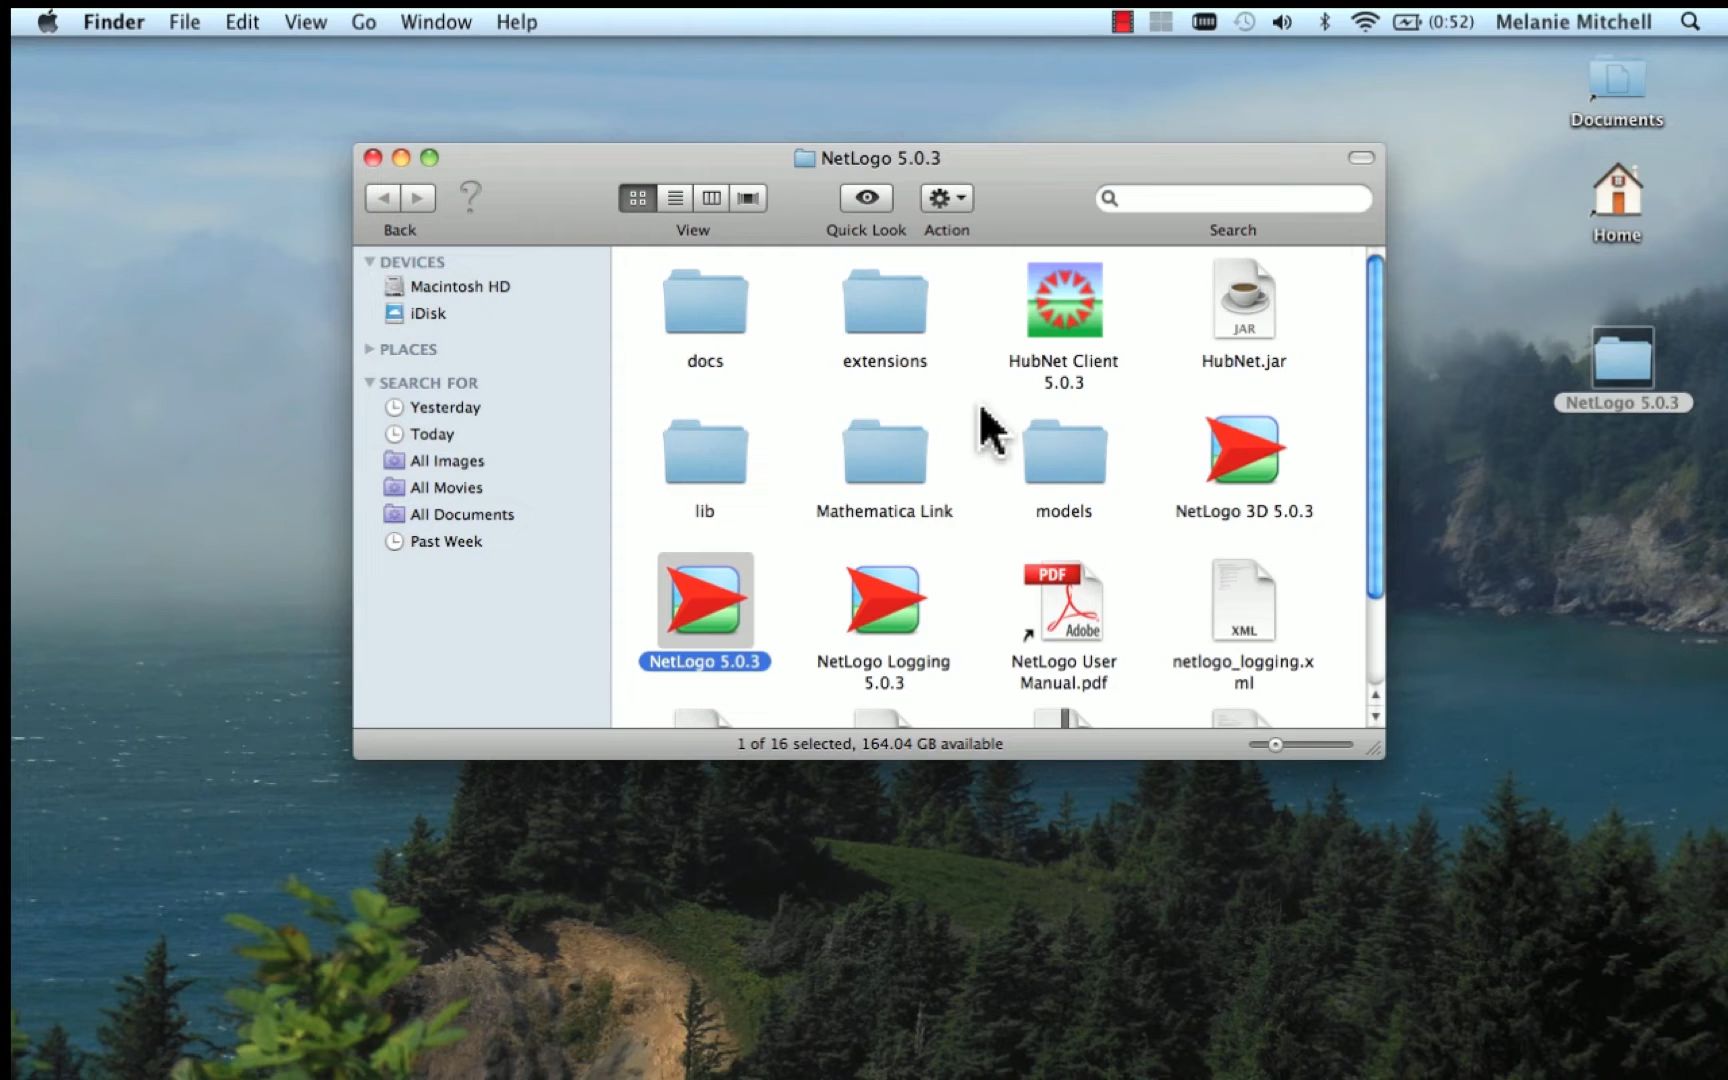 Finder File Edit View Go Window Help (0:52) Melanie Mitchell
Documents
Home
NetLogo 5.0.3
NetLogo 5.0.3
Back View Quick Look Action Search
DEVICES
Macintosh HD
iDisk
PLACES
SEARCH FOR
Yesterday
Today
All Images
All Movies
All Documents
Past Week
JAR
docs extensions HubNet Client HubNet.jar
5.0.3
lib Mathematica Link models NetLogo 3D 5.0.3
PDF
Adobe XML
NetLogo 5.0.3 NetLogo Logging NetLogo User netlogo_logging.x
5.0.3 Manual.pdf ml
1 of 16 selected, 164.04 GB available